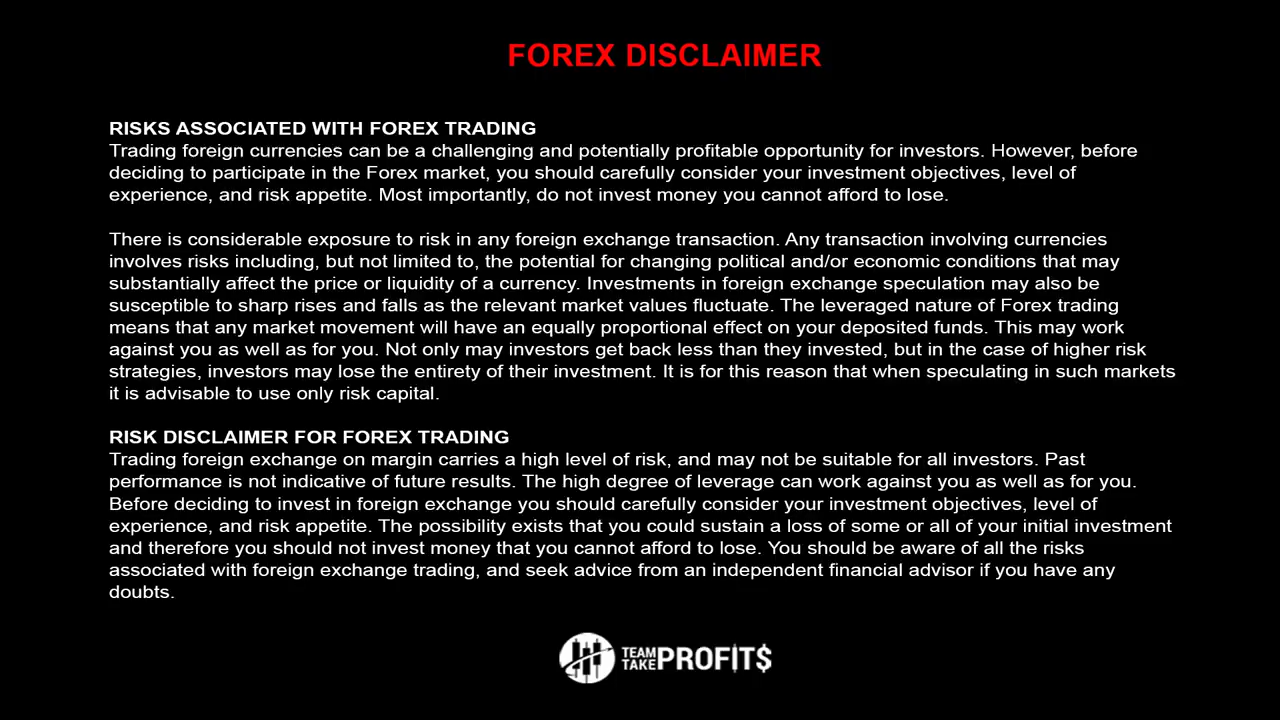 FOREX DISCLAIMER
RISKS ASSOCIATED WITH FOREX TRADING
Trading foreign currencies can be a challenging and potentially profitable opportunity for investors. However, before
deciding to participate in the Forex market, you should carefully consider your investment objectives, level of
experience, and risk appetite. Most importantly, do not invest money you cannot afford to lose.
There is considerable exposure to risk in any foreign exchange transaction. Any transaction involving currencies
involves risks including, but not limited to, the potential for changing political and/or economic conditions that may
substantially affect the price or liquidity of a currency. Investments in foreign exchange speculation may also be
susceptible to sharp rises and falls as the relevant market values fluctuate. The leveraged nature of Forex trading
means that any market movement will have an equally proportional effect on your deposited funds. This may work
against you as well as for you. Not only may investors get back less than they invested, but in the case of higher risk
strategies, investors may lose the entirety of their investment. It is for this reason that when speculating in such markets
it is advisable to use only risk capital.
RISK DISCLAIMER FOR FOREX TRADING
Trading foreign exchange on margin carries a high level of risk, and may not be suitable for all investors. Past
performance is not indicative of future results. The high degree of leverage can work against you as well as for you.
Before deciding to invest in foreign exchange you should carefully consider your investment objectives, level of
experience, and risk appetite. The possibility exists that you could sustain a loss of some or all of your initial investment
and therefore you should not invest money that you cannot afford to lose. You should be aware of all the risks
associated with foreign exchange trading, and seek advice from an independent financial advisor if you have any
doubts.
TEAM
TAKE PROFIT$